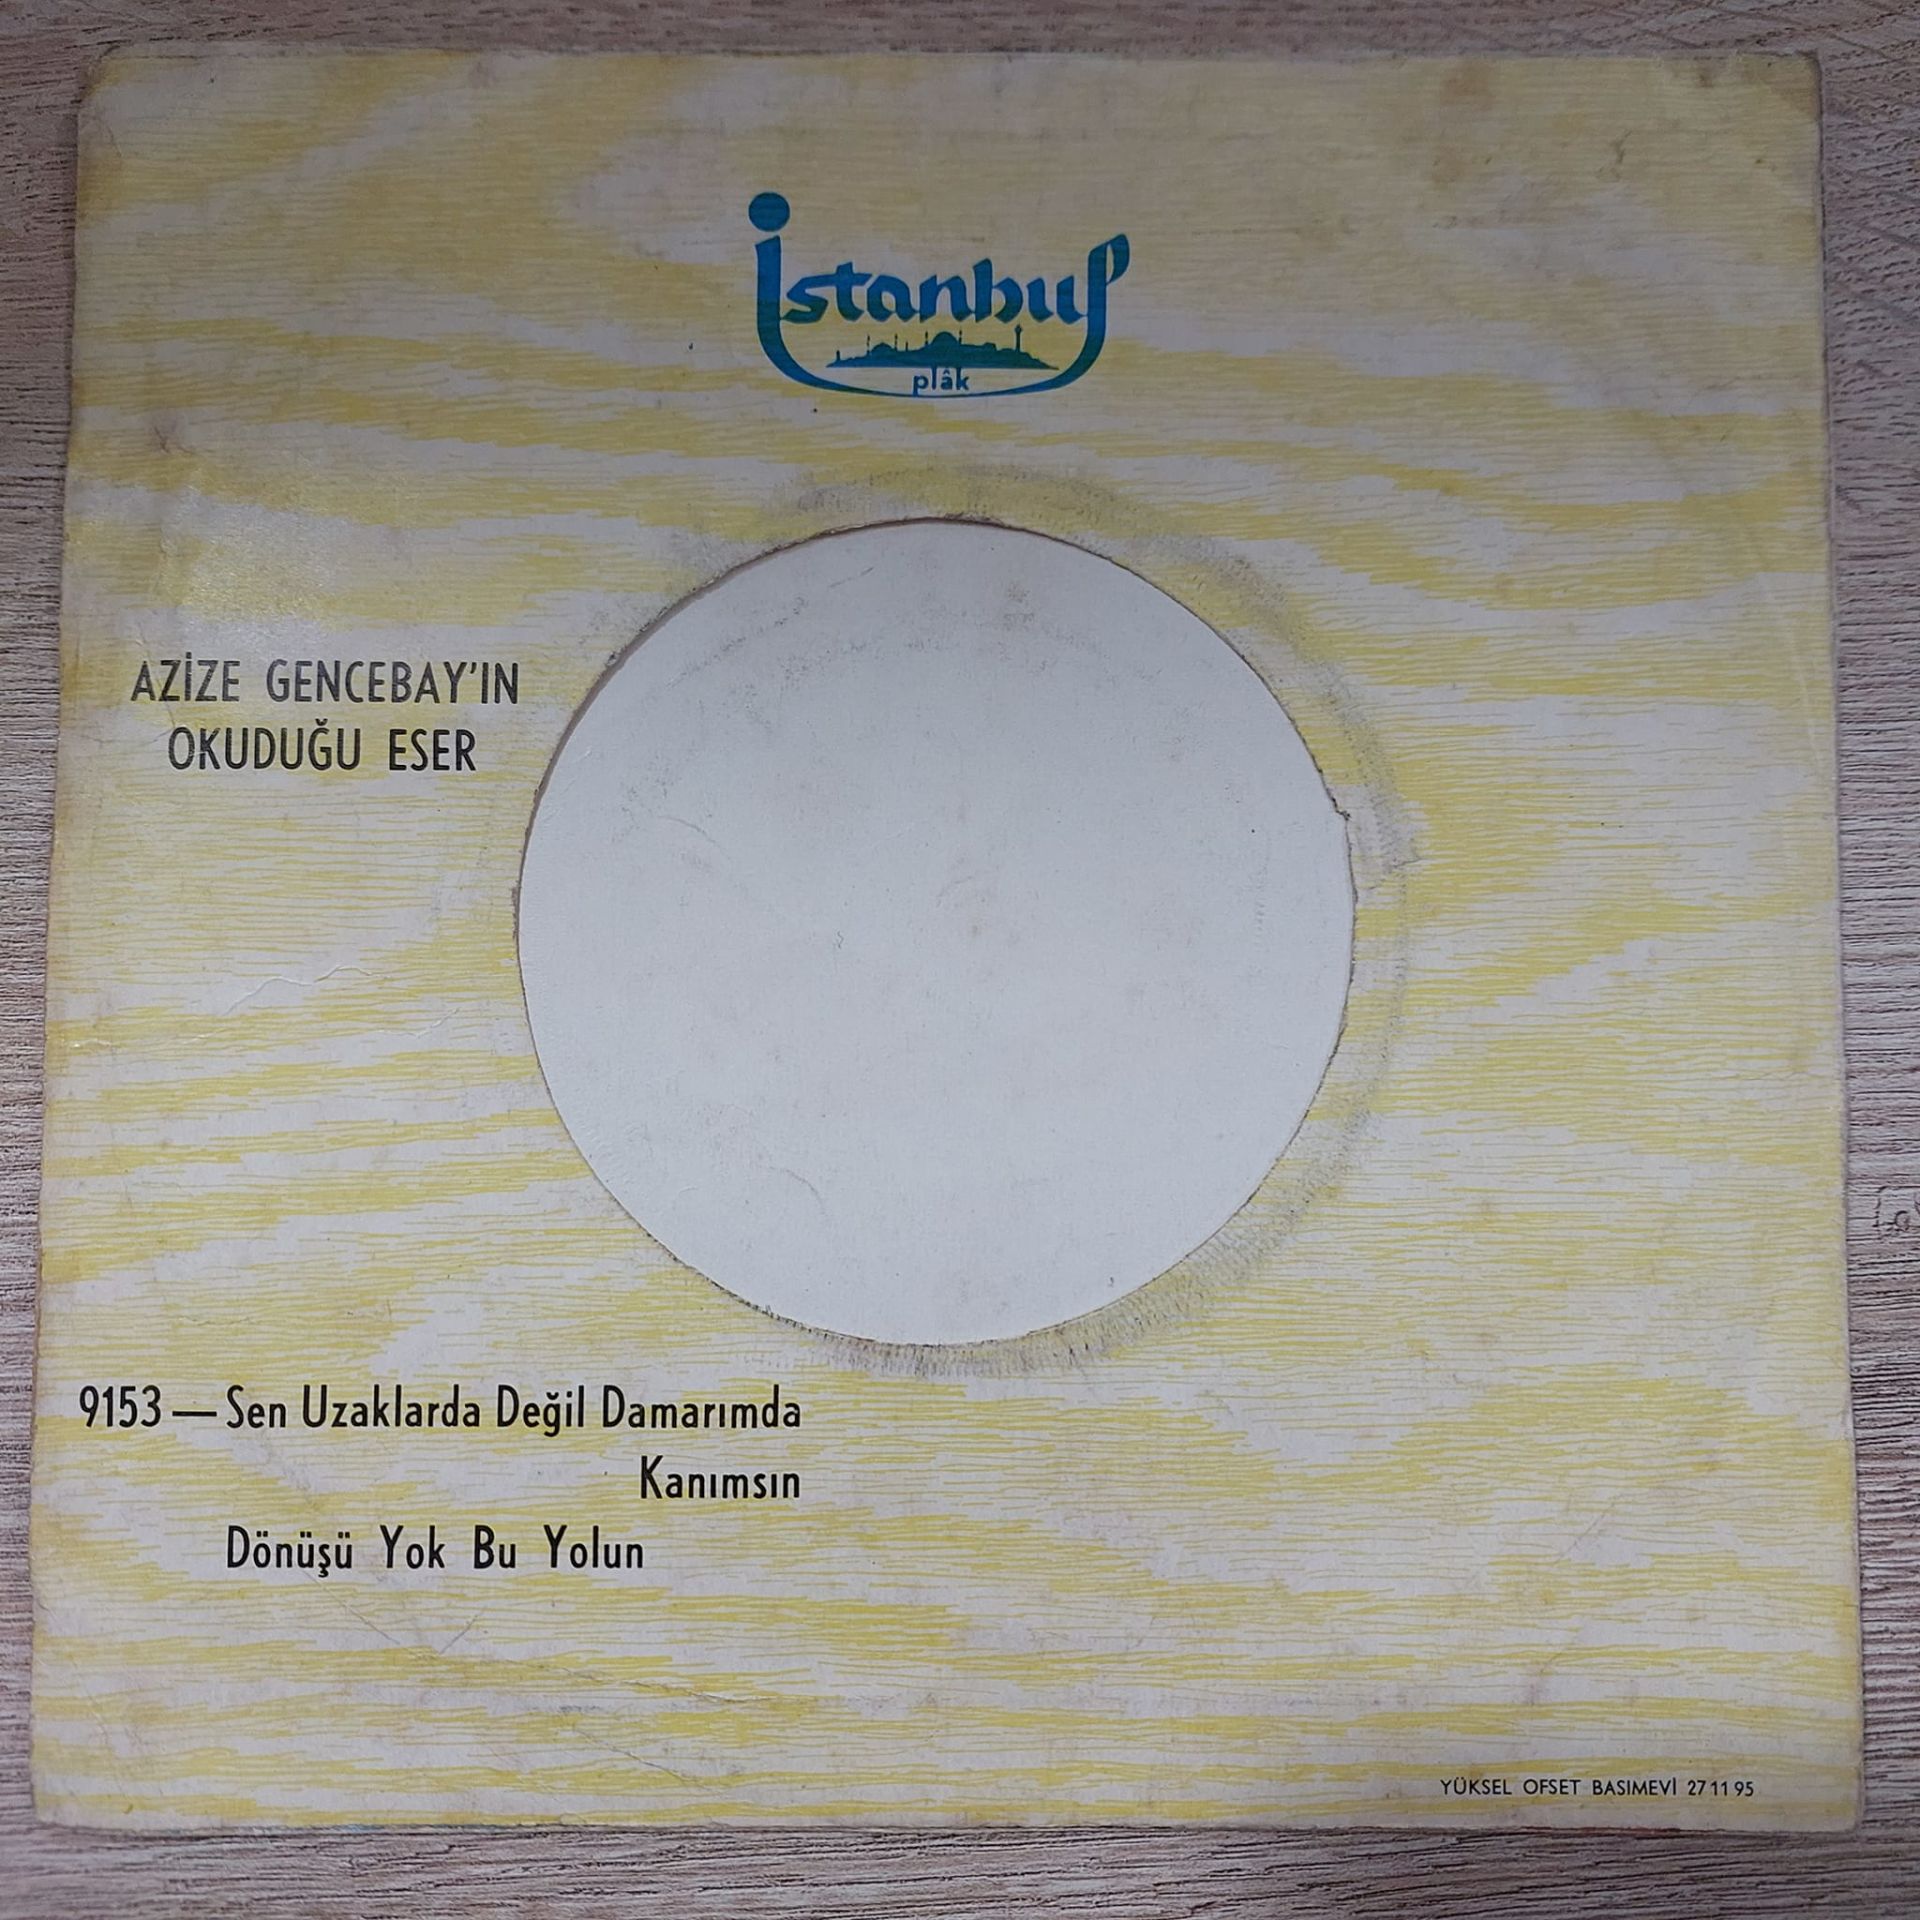 İstanbul
plâk
AZİZE GENCEBAY'IN
OKUDUĞU ESER
9153 — Sen Uzaklarda Değil Damarımda
Kanımsın
Dönüşü Yok Bu Yolun
YÜKSEL OFSET BASIMEVİ 27 11 95